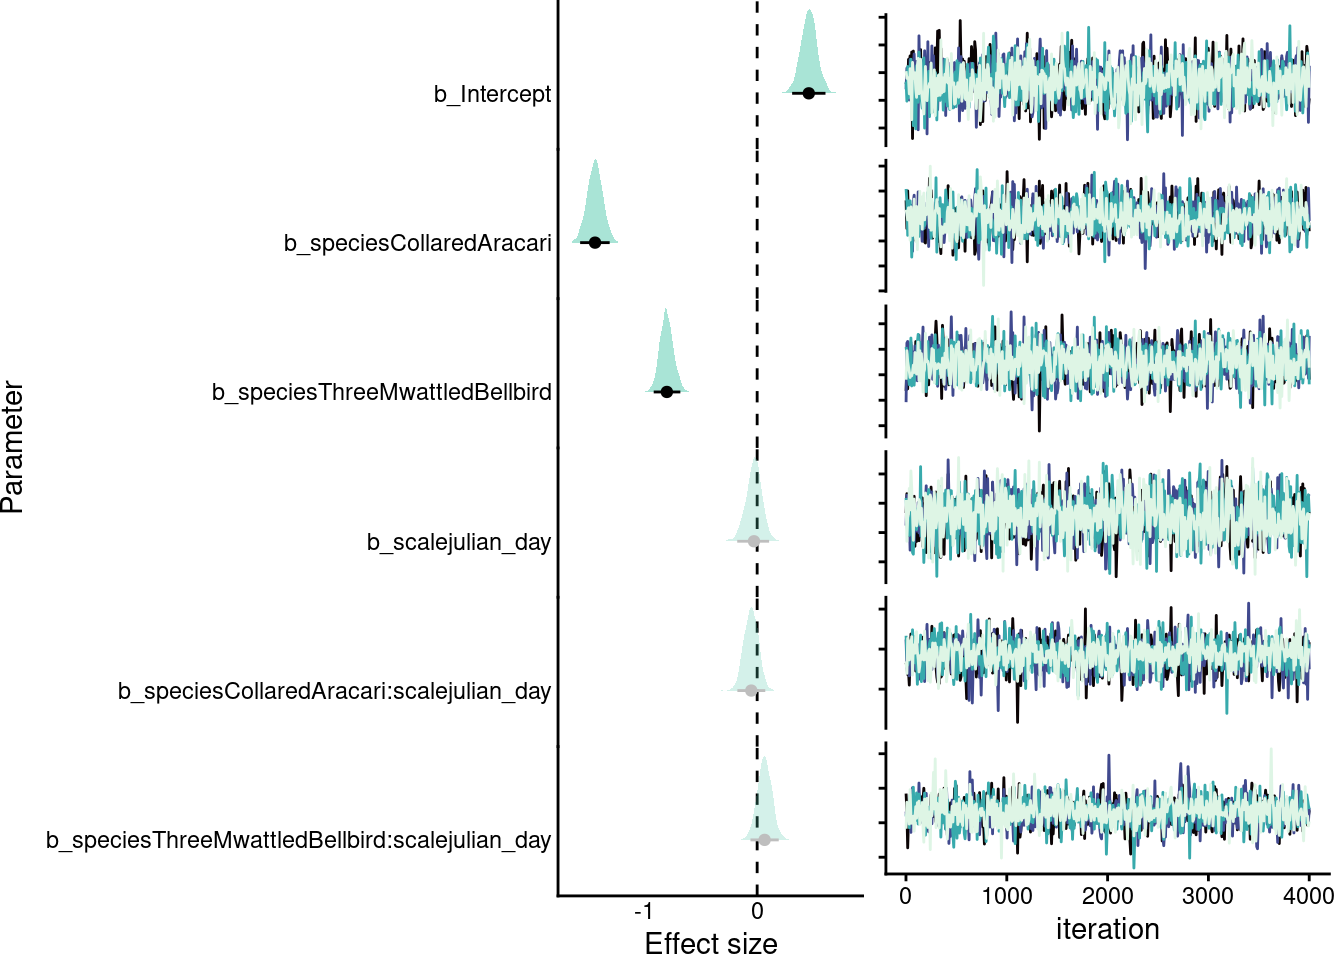 Parameter
b_Intercept
b_speciesCollaredAracari
b_speciesThreeMwattledBellbird
b_scalejulian_day
b_speciesCollaredAracari:scalejulian_day
b_speciesThreeMwattledBellbird:scalejulian_day
-1 0
Effect size
0 1000 2000 3000 4000
iteration